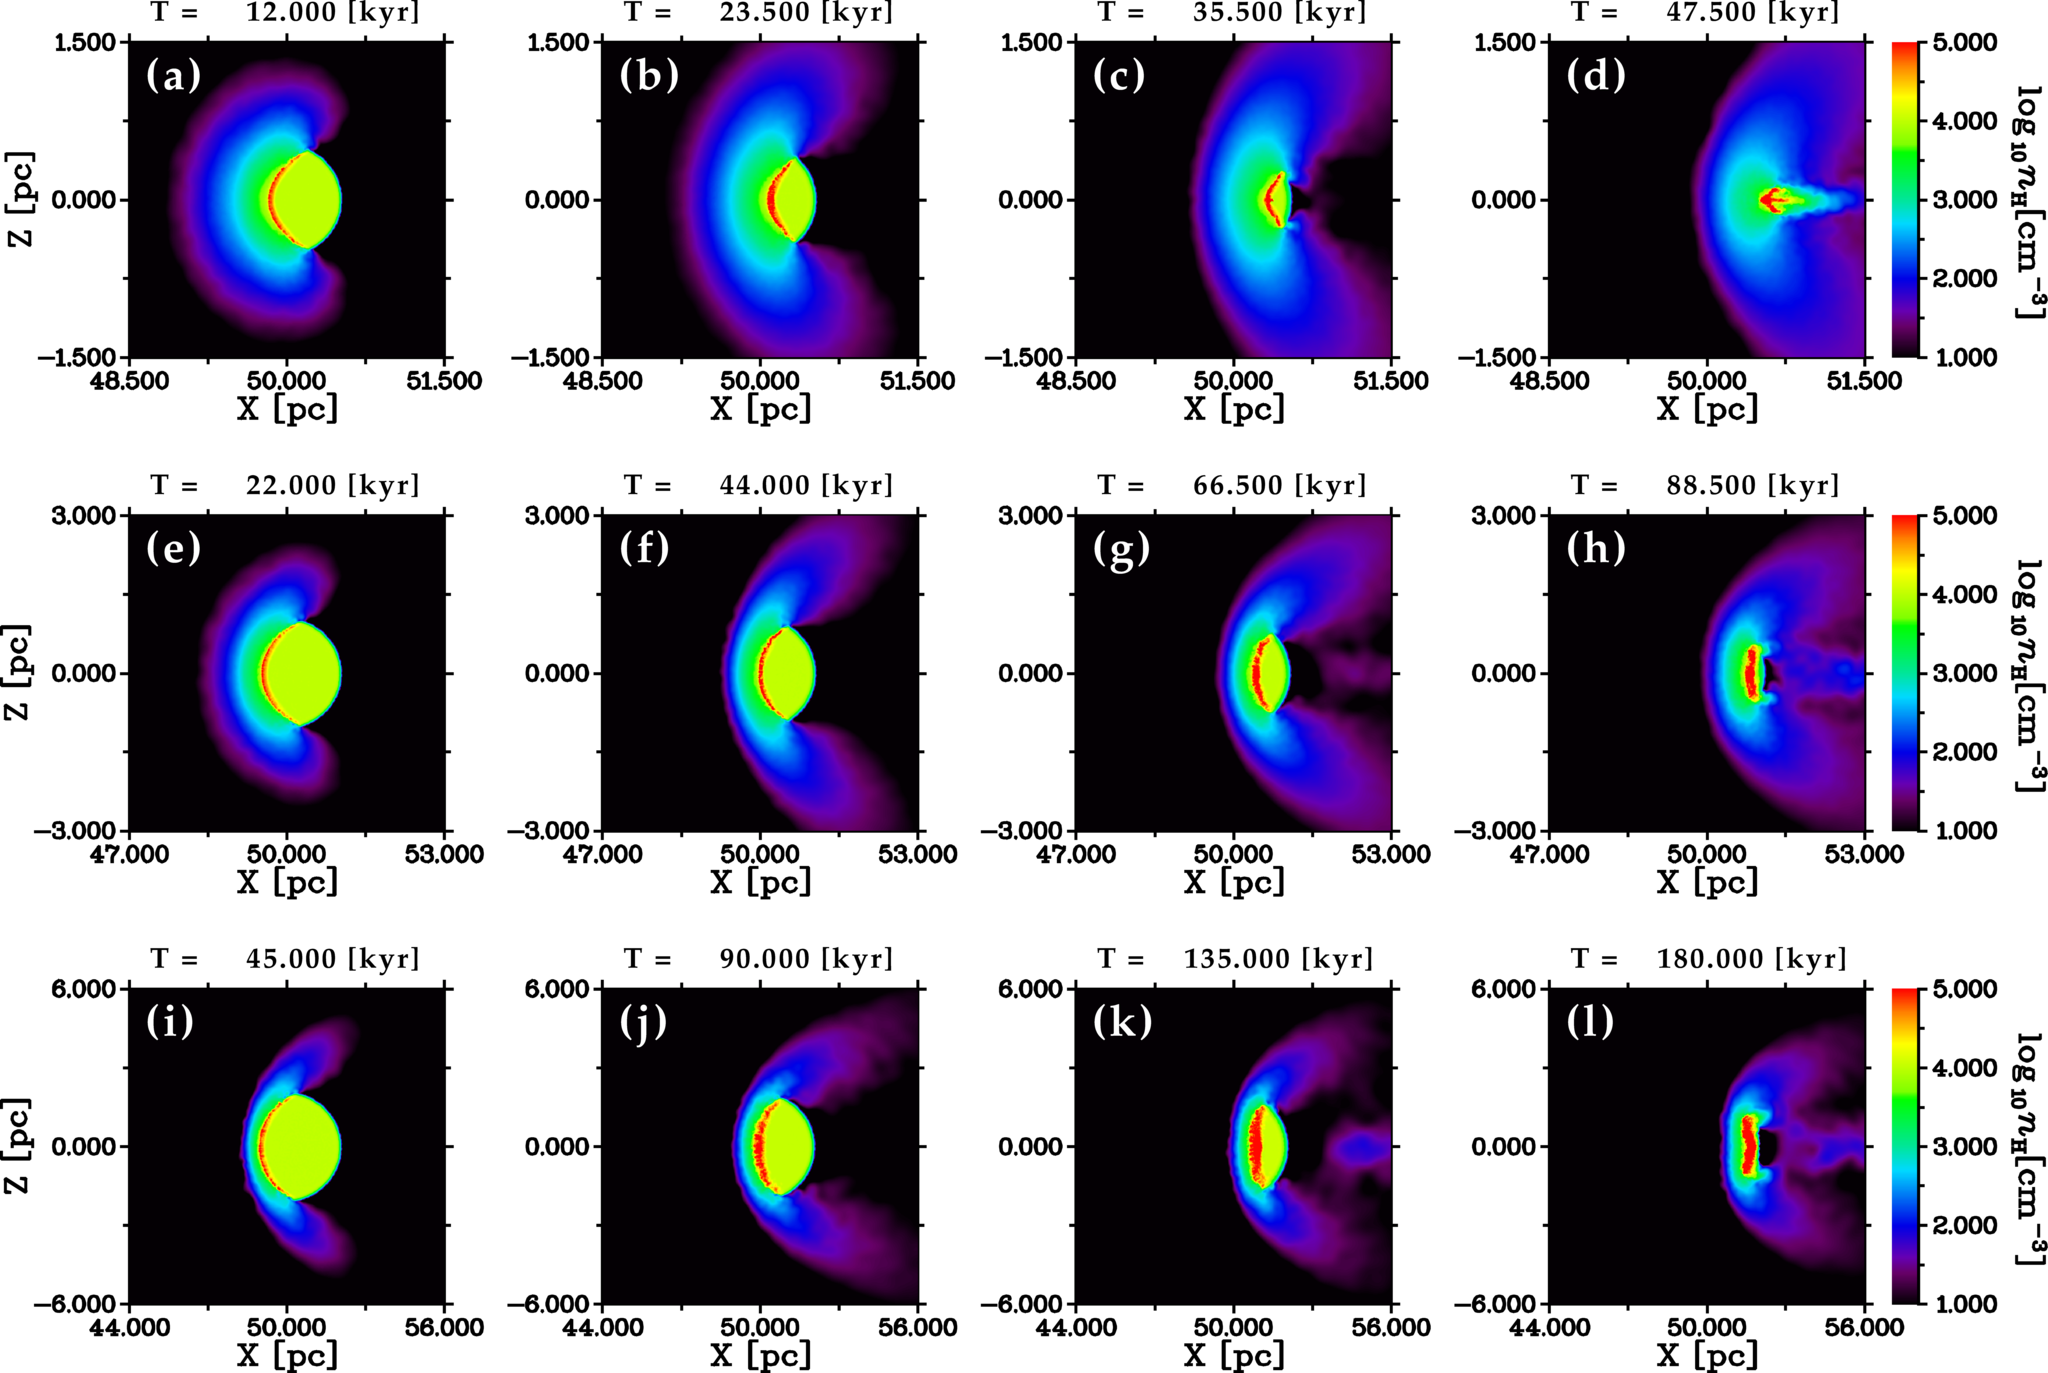 T = 12.000 [kyr] T = 23.500 [kyr] T = 35.500 [kyr] T = 47.500 [kyr]
1.500 1.500 1.500 1.500 5.000
(a) (b) (c) (d)
4.000
Z [pc] 0.000 0.000 0.000 0.000 3.000 log₁₀n_H[cm⁻³]
2.000
−1.500 −1.500 −1.500 −1.500 1.000
48.500 50.000 51.500 48.500 50.000 51.500 48.500 50.000 51.500 48.500 50.000 51.500
X [pc] X [pc] X [pc] X [pc]
T = 22.000 [kyr] T = 44.000 [kyr] T = 66.500 [kyr] T = 88.500 [kyr]
3.000 3.000 3.000 3.000 5.000
(e) (f) (g) (h)
4.000
Z [pc] 0.000 0.000 0.000 0.000 3.000 log₁₀n_H[cm⁻³]
2.000
−3.000 −3.000 −3.000 −3.000 1.000
47.000 50.000 53.000 47.000 50.000 53.000 47.000 50.000 53.000 47.000 50.000 53.000
X [pc] X [pc] X [pc] X [pc]
T = 45.000 [kyr] T = 90.000 [kyr] T = 135.000 [kyr] T = 180.000 [kyr]
6.000 6.000 6.000 6.000 5.000
(i) (j) (k) (l)
4.000
Z [pc] 0.000 0.000 0.000 0.000 3.000 log₁₀n_H[cm⁻³]
2.000
−6.000 −6.000 −6.000 −6.000 1.000
44.000 50.000 56.000 44.000 50.000 56.000 44.000 50.000 56.000 44.000 50.000 56.000
X [pc] X [pc] X [pc] X [pc]